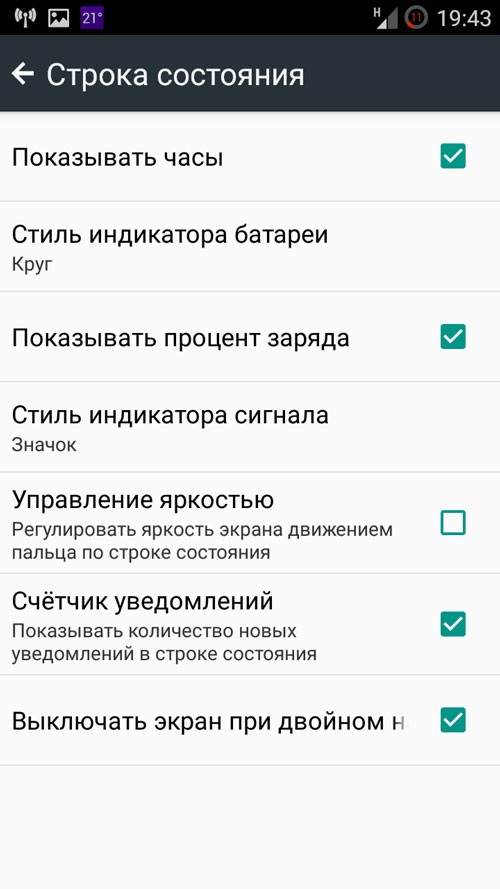 21°
H
11
19:43
Строка состояния
Показывать часы
Стиль индикатора батареи
Круг
Показывать процент заряда
Стиль индикатора сигнала
Значок
Управление яркостью
Регулировать яркость экрана движением
пальца по строке состояния
Счётчик уведомлений
Показывать количество новых
уведомлений в строке состояния
Выключать экран при двойном н